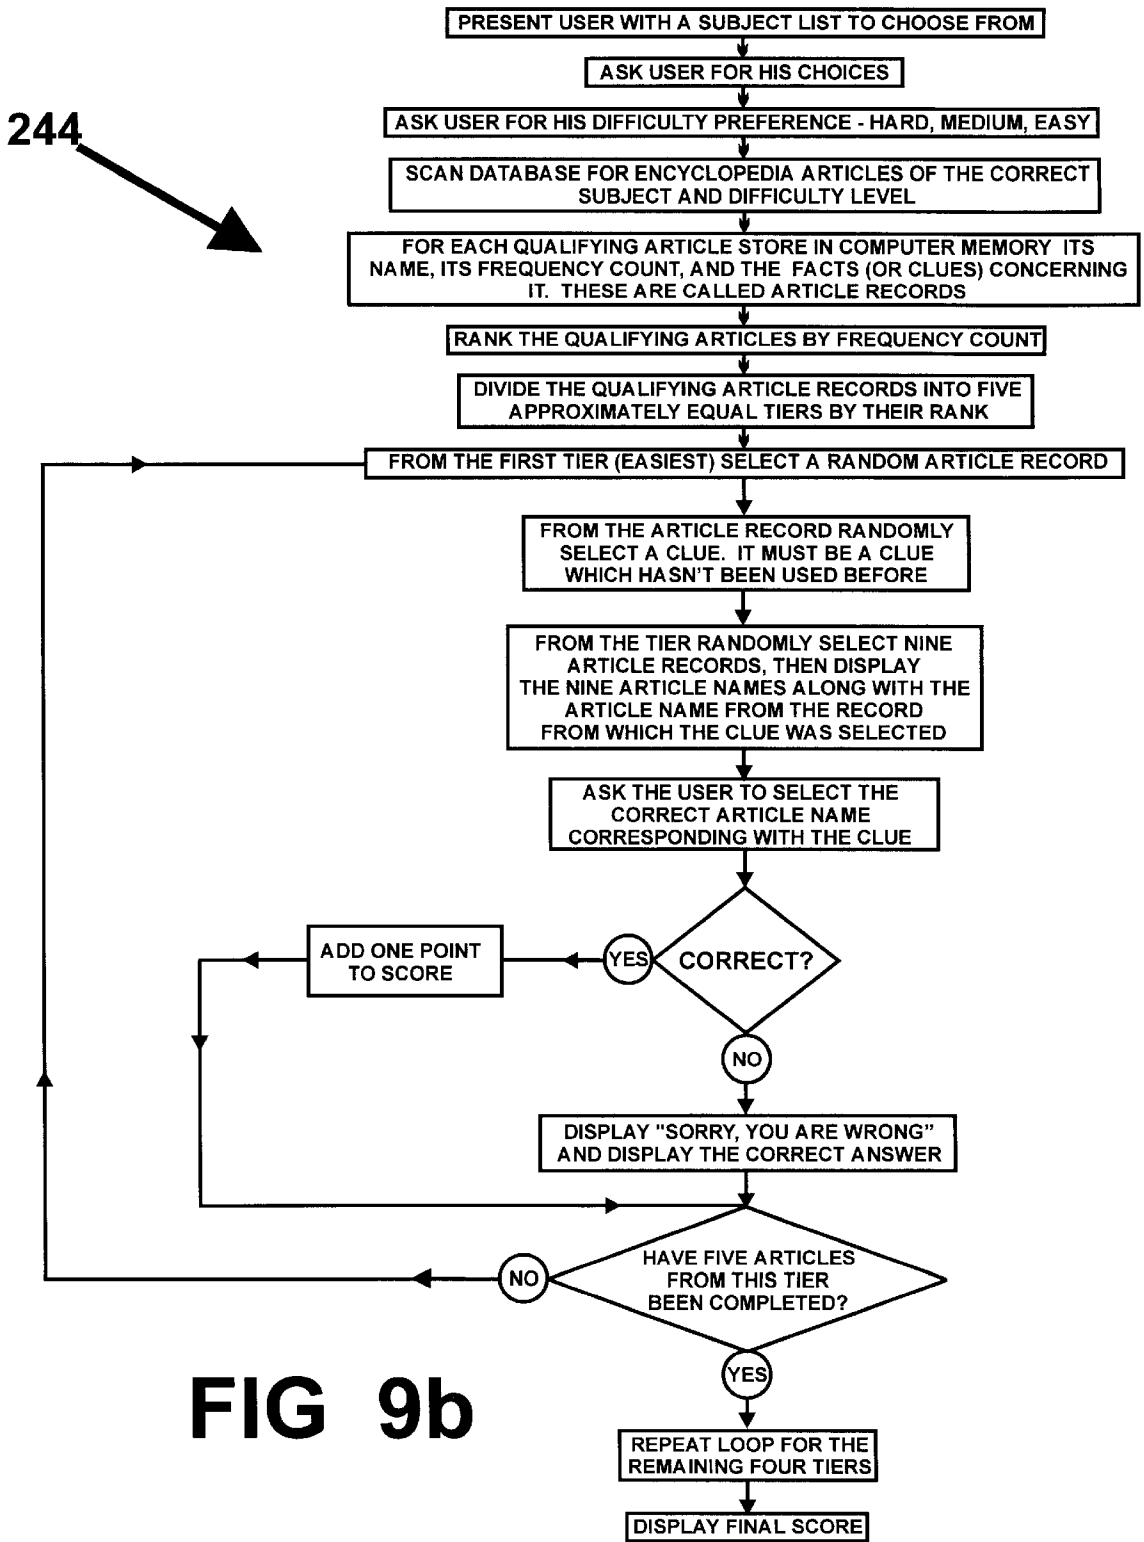 PRESENT USER WITH A SUBJECT LIST TO CHOOSE FROM
ASK USER FOR HIS CHOICES
244
ASK USER FOR HIS DIFFICULTY PREFERENCE - HARD, MEDIUM, EASY
SCAN DATABASE FOR ENCYCLOPEDIA ARTICLES OF THE CORRECT
SUBJECT AND DIFFICULTY LEVEL
FOR EACH QUALIFYING ARTICLE STORE IN COMPUTER MEMORY ITS
NAME, ITS FREQUENCY COUNT, AND THE FACTS (OR CLUES) CONCERNING
IT. THESE ARE CALLED ARTICLE RECORDS
RANK THE QUALIFYING ARTICLES BY FREQUENCY COUNT
DIVIDE THE QUALIFYING ARTICLE RECORDS INTO FIVE
APPROXIMATELY EQUAL TIERS BY THEIR RANK
FROM THE FIRST TIER (EASIEST) SELECT A RANDOM ARTICLE RECORD
FROM THE ARTICLE RECORD RANDOMLY
SELECT A CLUE. IT MUST BE A CLUE
WHICH HASN'T BEEN USED BEFORE
FROM THE TIER RANDOMLY SELECT NINE
ARTICLE RECORDS, THEN DISPLAY
THE NINE ARTICLE NAMES ALONG WITH THE
ARTICLE NAME FROM THE RECORD
FROM WHICH THE CLUE WAS SELECTED
ASK THE USER TO SELECT THE
CORRECT ARTICLE NAME
CORRESPONDING WITH THE CLUE
ADD ONE POINT
TO SCORE
YES
CORRECT?
NO
DISPLAY "SORRY, YOU ARE WRONG"
AND DISPLAY THE CORRECT ANSWER
NO
HAVE FIVE ARTICLES
FROM THIS TIER
BEEN COMPLETED?
YES
FIG 9b
REPEAT LOOP FOR THE
REMAINING FOUR TIERS
DISPLAY FINAL SCORE